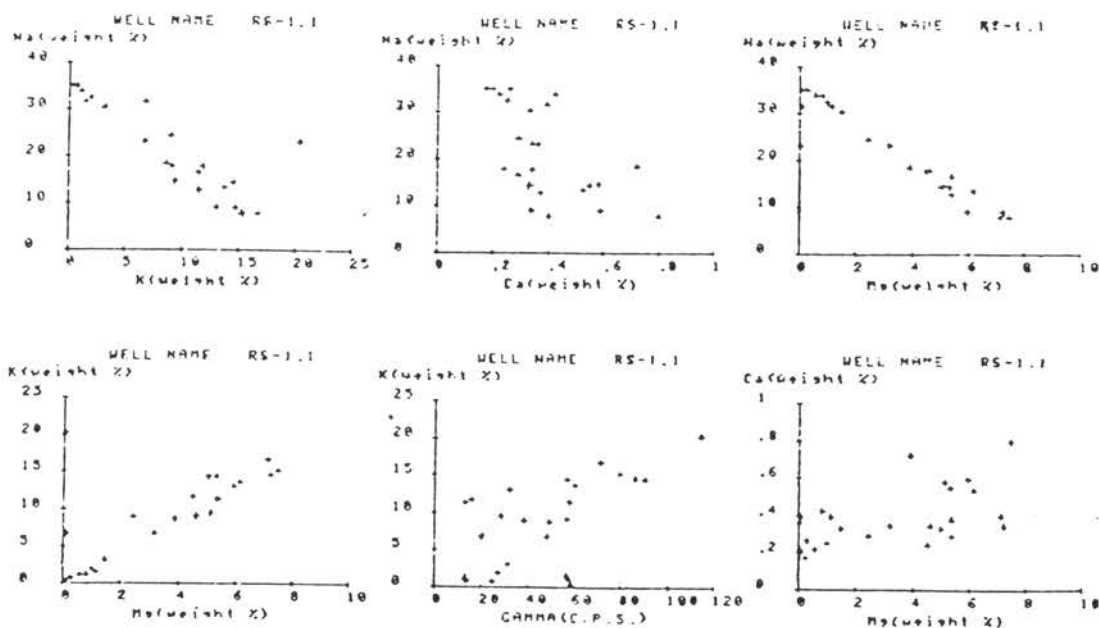 WELL NAME RS-1.1
Na(weight %)
40
30
20
10
0
0 5 10 15 20 25
K(weight %)
WELL NAME RS-1.1
Na(weight %)
40
30
20
10
0
0 .2 .4 .6 .8 1
Ca(weight %)
WELL NAME RS-1.1
Na(weight %)
40
30
20
10
0
0 2 4 6 8 10
Mg(weight %)
WELL NAME RS-1.1
K(weight %)
25
20
15
10
5
0
0 2 4 6 8 10
Mg(weight %)
WELL NAME RS-1.1
K(weight %)
25
20
15
10
5
0
0 20 40 60 80 100 120
GAMMA(C.P.S.)
WELL NAME RS-1.1
Ca(weight %)
1
.8
.6
.4
.2
0
0 2 4 6 8 10
Mg(weight %)